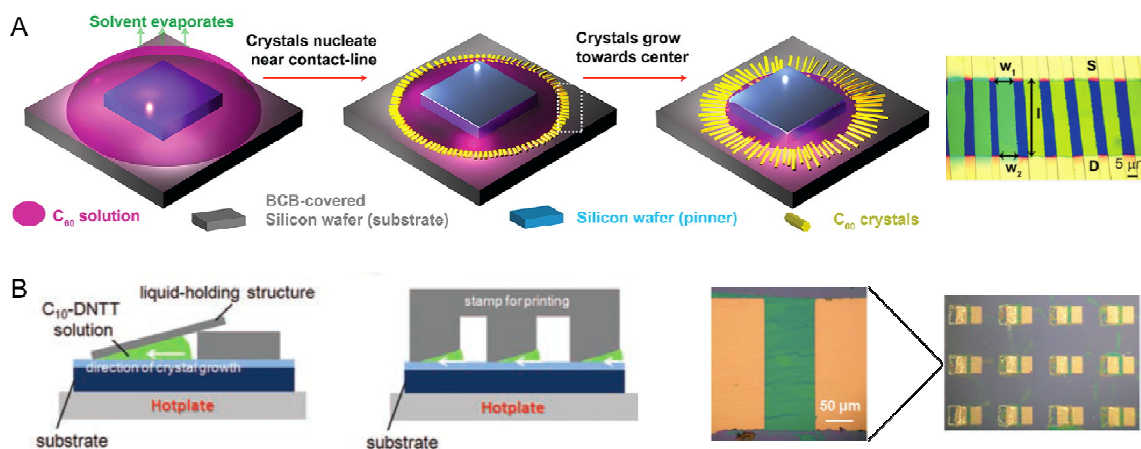 A
Solvent evaporates
Crystals nucleate
near contact-line
Crystals grow
towards center
w₁
S
l
w₂
D
5 μm
C₆₀ solution
BCB-covered
Silicon wafer (substrate)
Silicon wafer (pinner)
C₆₀ crystals
B
C₁₀-DNTT
solution
liquid-holding structure
direction of crystal growth
Hotplate
substrate
stamp for printing
Hotplate
substrate
50 μm